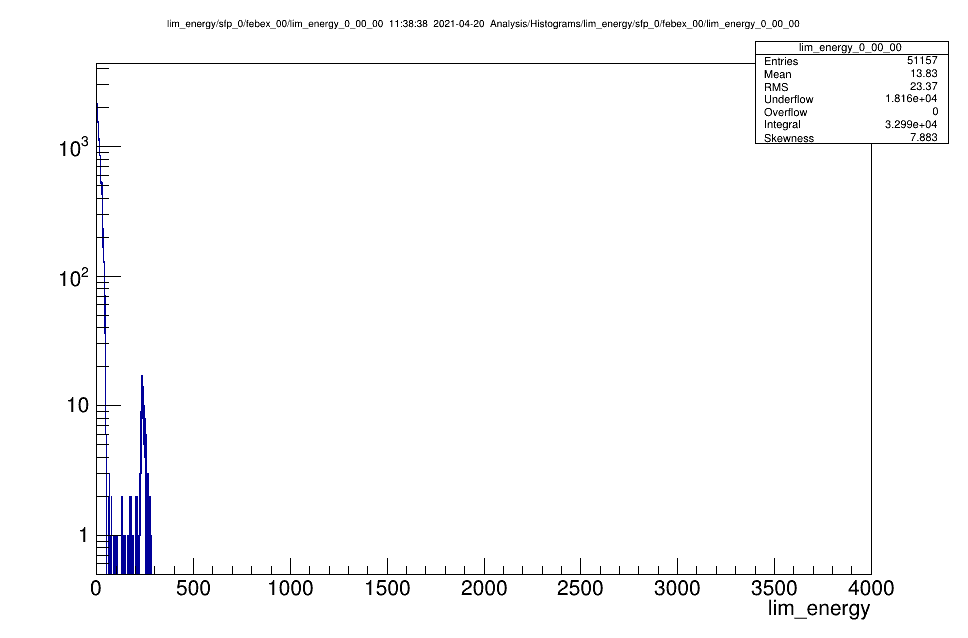 lim_energy/sfp_0/febex_00/lim_energy_0_00_00 11:38:38 2021-04-20 Analysis/Histograms/lim_energy/sfp_0/febex_00/lim_energy_0_00_00
lim_energy_0_00_00
Entries 51157
Mean 13.83
RMS 23.37
Underflow 1.816e+04
Overflow 0
Integral 3.299e+04
Skewness 7.883
10³
10²
10
1
0 500 1000 1500 2000 2500 3000 3500 4000
lim_energy